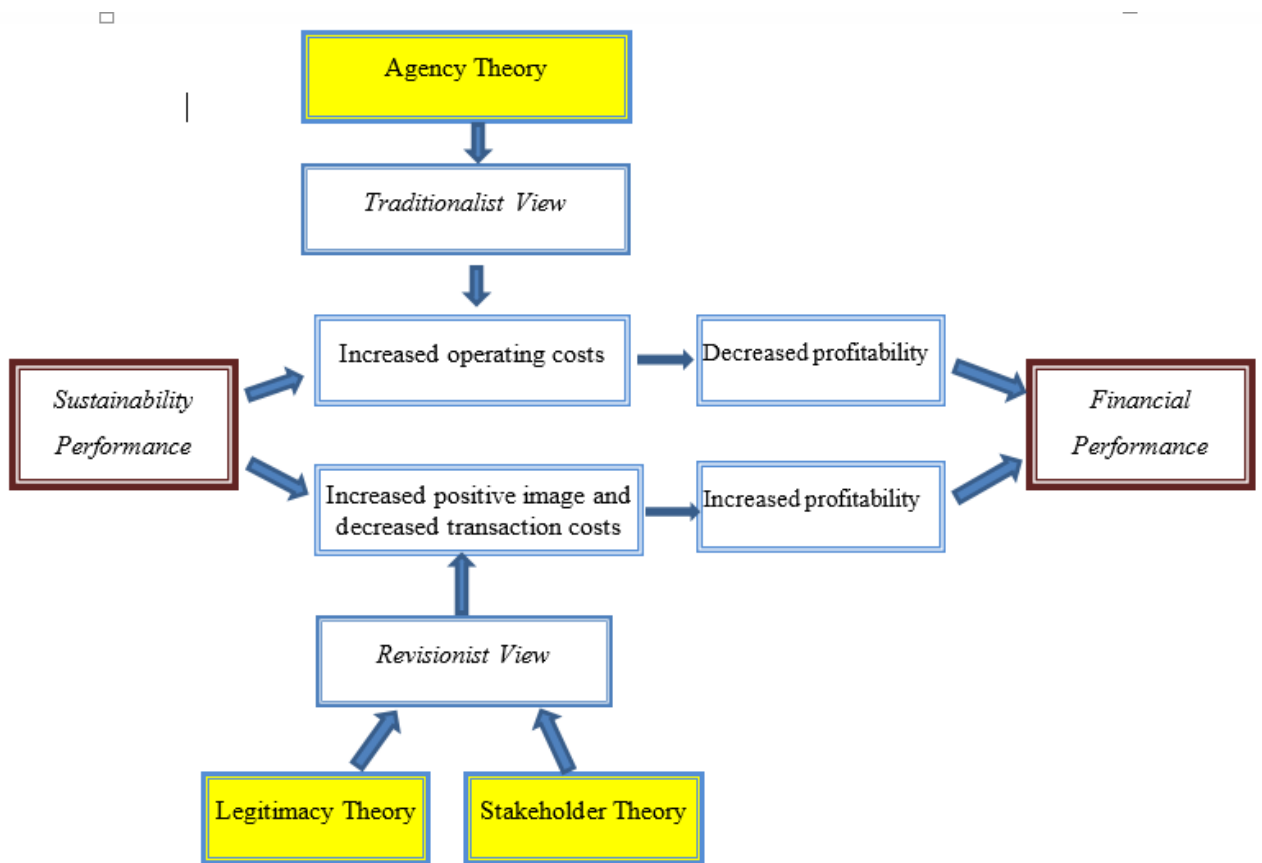 Agency Theory
Traditionalist View
Increased operating costs
Decreased profitability
Sustainability
Performance
Financial
Performance
Increased positive image and
decreased transaction costs
Increased profitability
Revisionist View
Legitimacy Theory
Stakeholder Theory